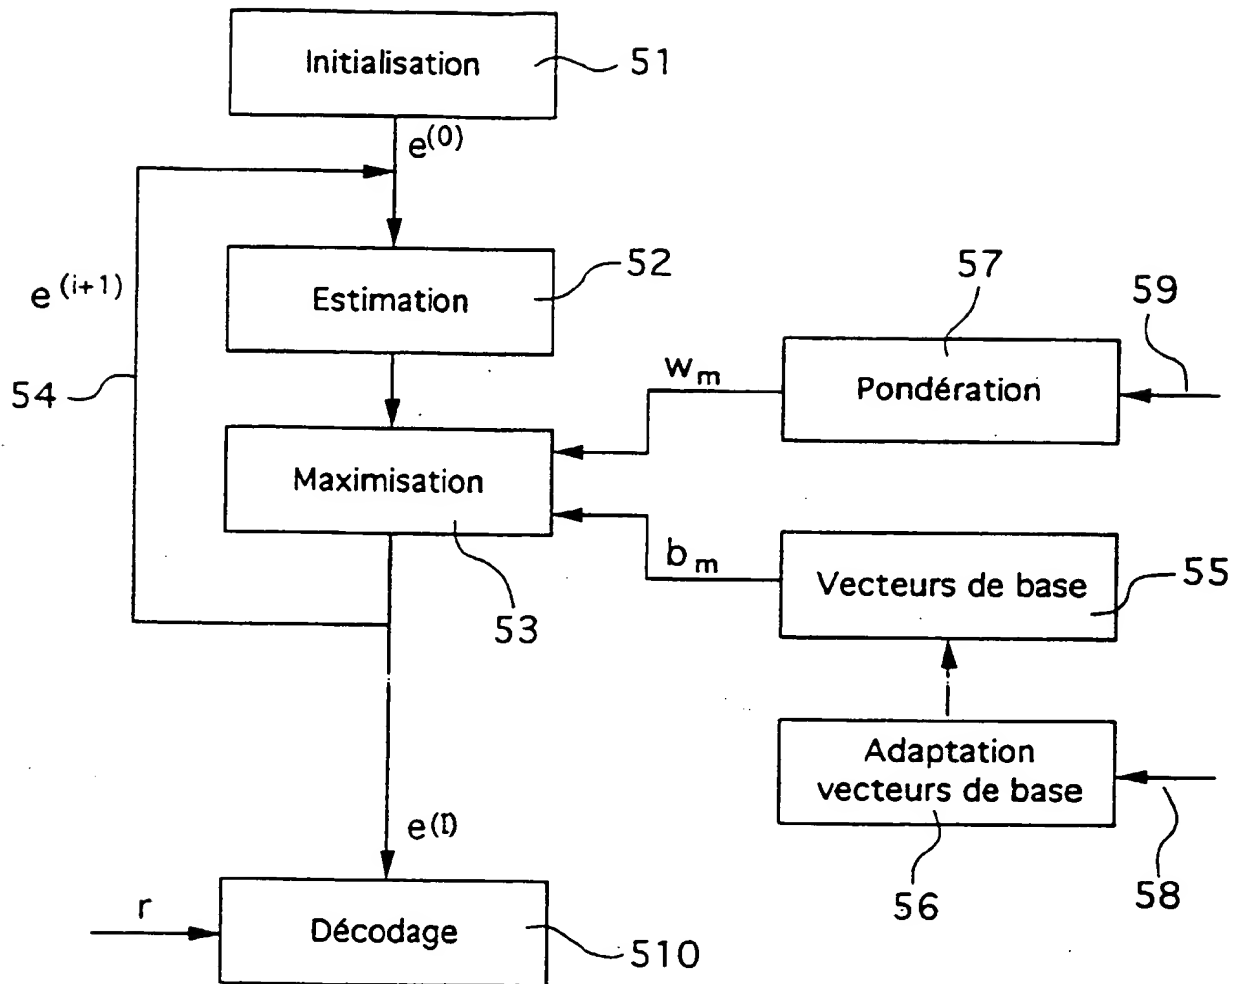 Initialisation
51
e(0)
52
Estimation
e(i+1)
57
59
54
wm
Pondération
Maximisation
bm
Vecteurs de base
55
53
Adaptation
vecteurs de base
e(I)
56
58
r
Décodage
510